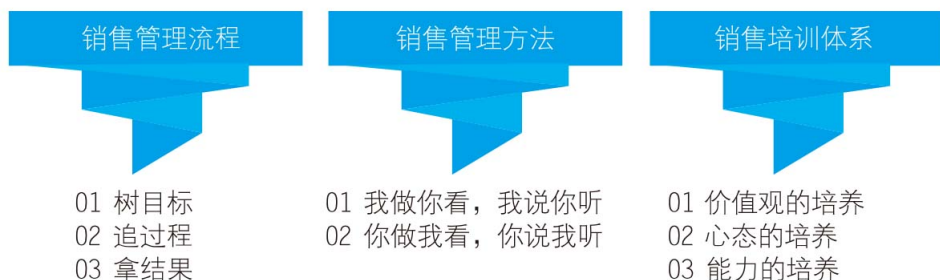 销售管理流程
01 树目标
02 追过程
03 拿结果
销售管理方法
01 我做你看，我说你听
02 你做我看，你说我听
销售培训体系
01 价值观的培养
02 心态的培养
03 能力的培养